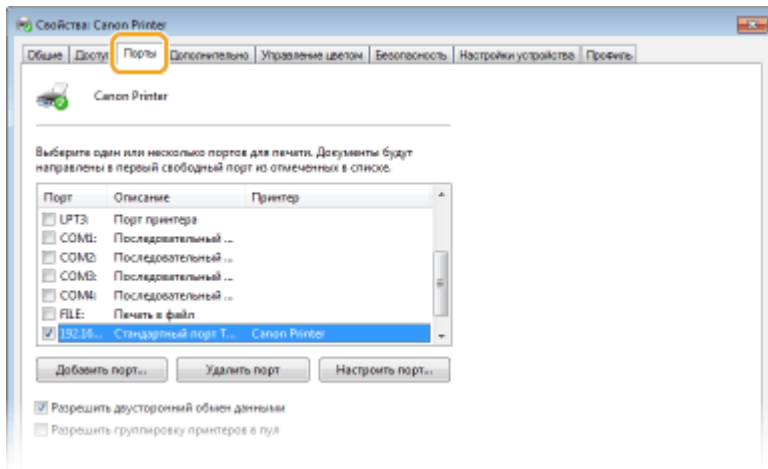 Свойства: Canon Printer
Общие Доступ Порты Дополнительно Управление цветом Безопасность Настройки устройства Профиль
Canon Printer
Выберите один или несколько портов для печати. Документы будут
направлены в первый свободный порт из отмеченных в списке.
Порт Описание Принтер
LPT3: Порт принтера
COM1: Последовательный ...
COM2: Последовательный ...
COM3: Последовательный ...
COM4: Последовательный ...
FILE: Печать в файл
192.16... Стандартный порт T... Canon Printer
Добавить порт... Удалить порт Настроить порт...
Разрешить двусторонний обмен данными
Разрешить группировку принтеров в пул